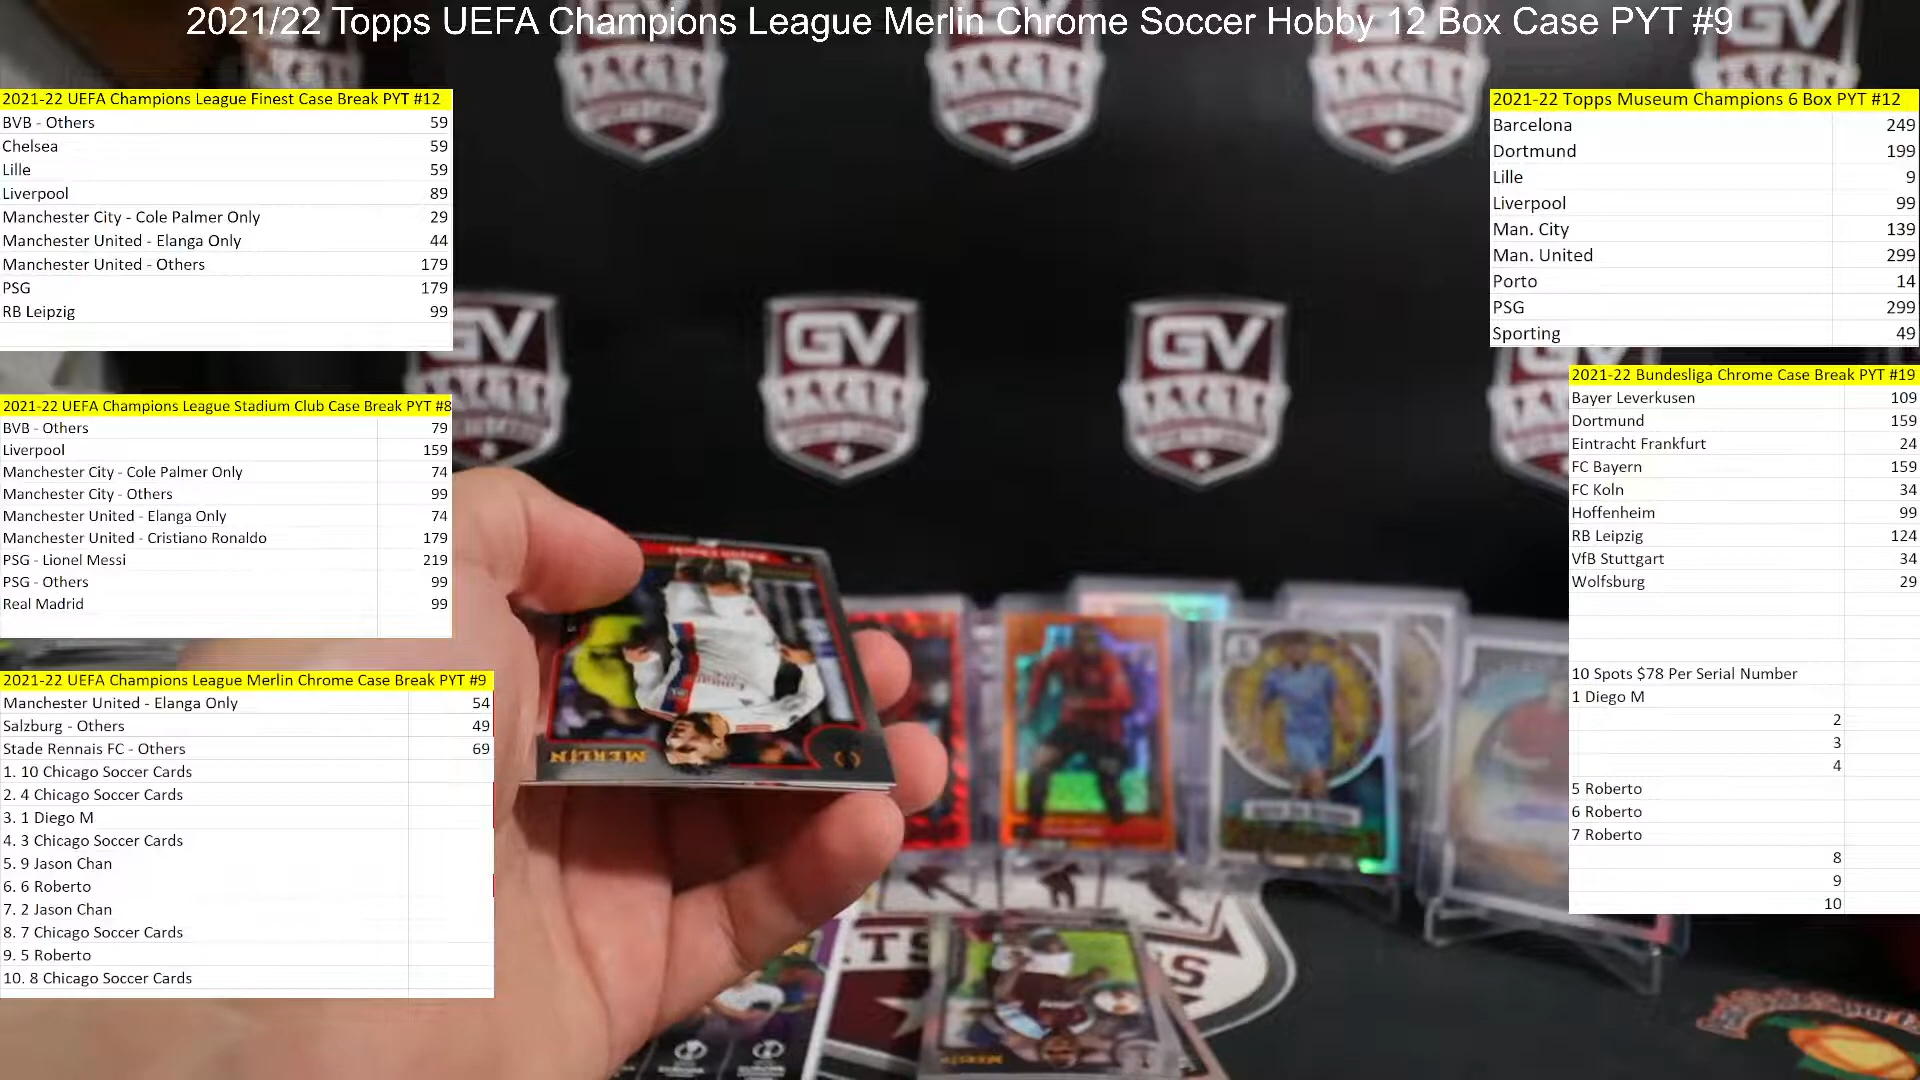 2021/22 Topps UEFA Champions League Merlin Chrome Soccer Hobby 12 Box Case PYT #9
2021-22 UEFA Champions League Finest Case Break PYT #12
BVB - Others 59
Chelsea 59
Lille 59
Liverpool 89
Manchester City - Cole Palmer Only 29
Manchester United - Elanga Only 44
Manchester United - Others 179
PSG 179
RB Leipzig 99
2021-22 UEFA Champions League Stadium Club Case Break PYT #8
BVB - Others 79
Liverpool 159
Manchester City - Cole Palmer Only 74
Manchester City - Others 99
Manchester United - Elanga Only 74
Manchester United - Cristiano Ronaldo 179
PSG - Lionel Messi 219
PSG - Others 99
Real Madrid 99
2021-22 UEFA Champions League Merlin Chrome Case Break PYT #9
Manchester United - Elanga Only 54
Salzburg - Others 49
Stade Rennais FC - Others 69
1. 10 Chicago Soccer Cards
2. 4 Chicago Soccer Cards
3. 1 Diego M
4. 3 Chicago Soccer Cards
5. 9 Jason Chan
6. 6 Roberto
7. 2 Jason Chan
8. 7 Chicago Soccer Cards
9. 5 Roberto
10. 8 Chicago Soccer Cards
2021-22 Topps Museum Champions 6 Box PYT #12
Barcelona 249
Dortmund 199
Lille 9
Liverpool 99
Man. City 139
Man. United 299
Porto 14
PSG 299
Sporting 49
2021-22 Bundesliga Chrome Case Break PYT #19
Bayer Leverkusen 109
Dortmund 159
Eintracht Frankfurt 24
FC Bayern 159
FC Koln 34
Hoffenheim 99
RB Leipzig 124
VfB Stuttgart 34
Wolfsburg 29
10 Spots $78 Per Serial Number
1 Diego M
2
3
4
5 Roberto
6 Roberto
7 Roberto
8
9
10
GV
GV
GV
GV
MERLIN
MERLIN